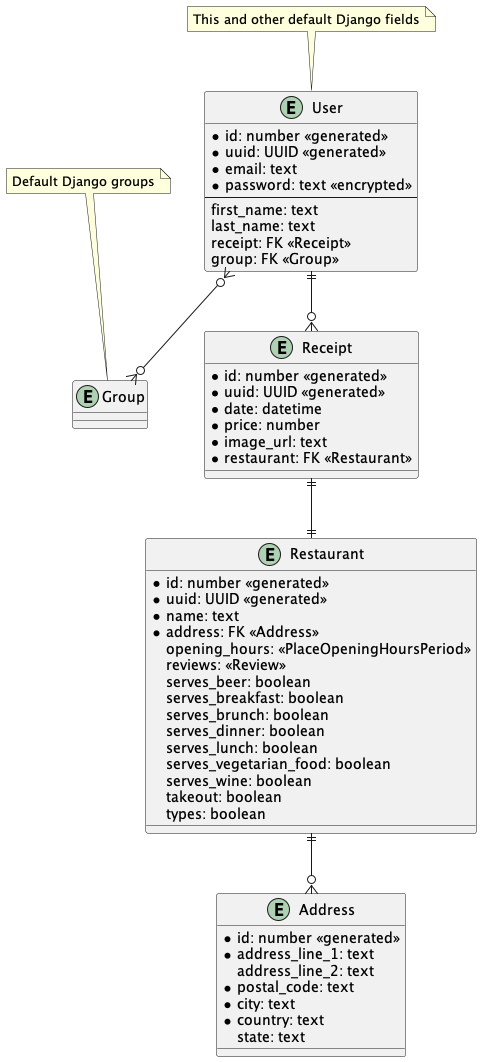 This and other default Django fields
E User
id: number «generated»
uuid: UUID «generated»
email: text
password: text «encrypted»
first_name: text
last_name: text
receipt: FK «Receipt»
group: FK «Group»
Default Django groups
E Group
E Receipt
id: number «generated»
uuid: UUID «generated»
date: datetime
price: number
image_url: text
restaurant: FK «Restaurant»
E Restaurant
id: number «generated»
uuid: UUID «generated»
name: text
address: FK «Address»
opening_hours: «PlaceOpeningHoursPeriod»
reviews: «Review»
serves_beer: boolean
serves_breakfast: boolean
serves_brunch: boolean
serves_dinner: boolean
serves_lunch: boolean
serves_vegetarian_food: boolean
serves_wine: boolean
takeout: boolean
types: boolean
E Address
id: number «generated»
address_line_1: text
address_line_2: text
postal_code: text
city: text
country: text
state: text